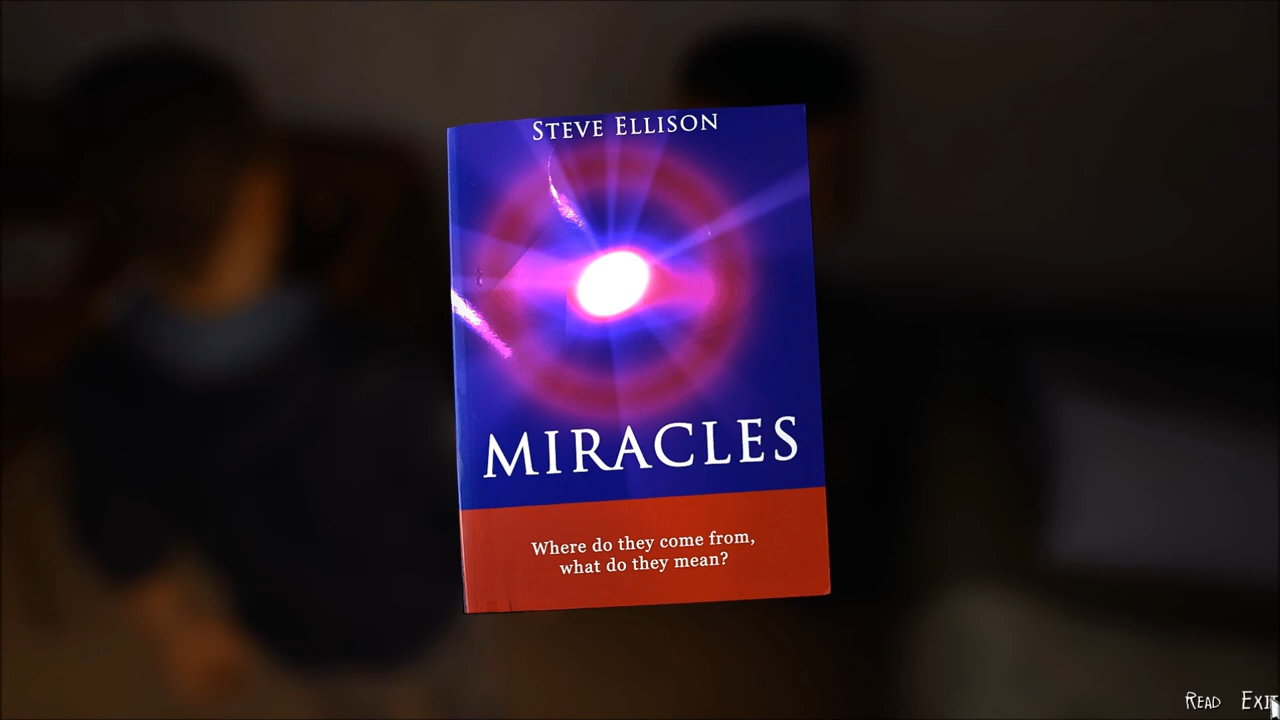 STEVE ELLISON
MIRACLES
Where do they come from,
what do they mean?
READ EXIT